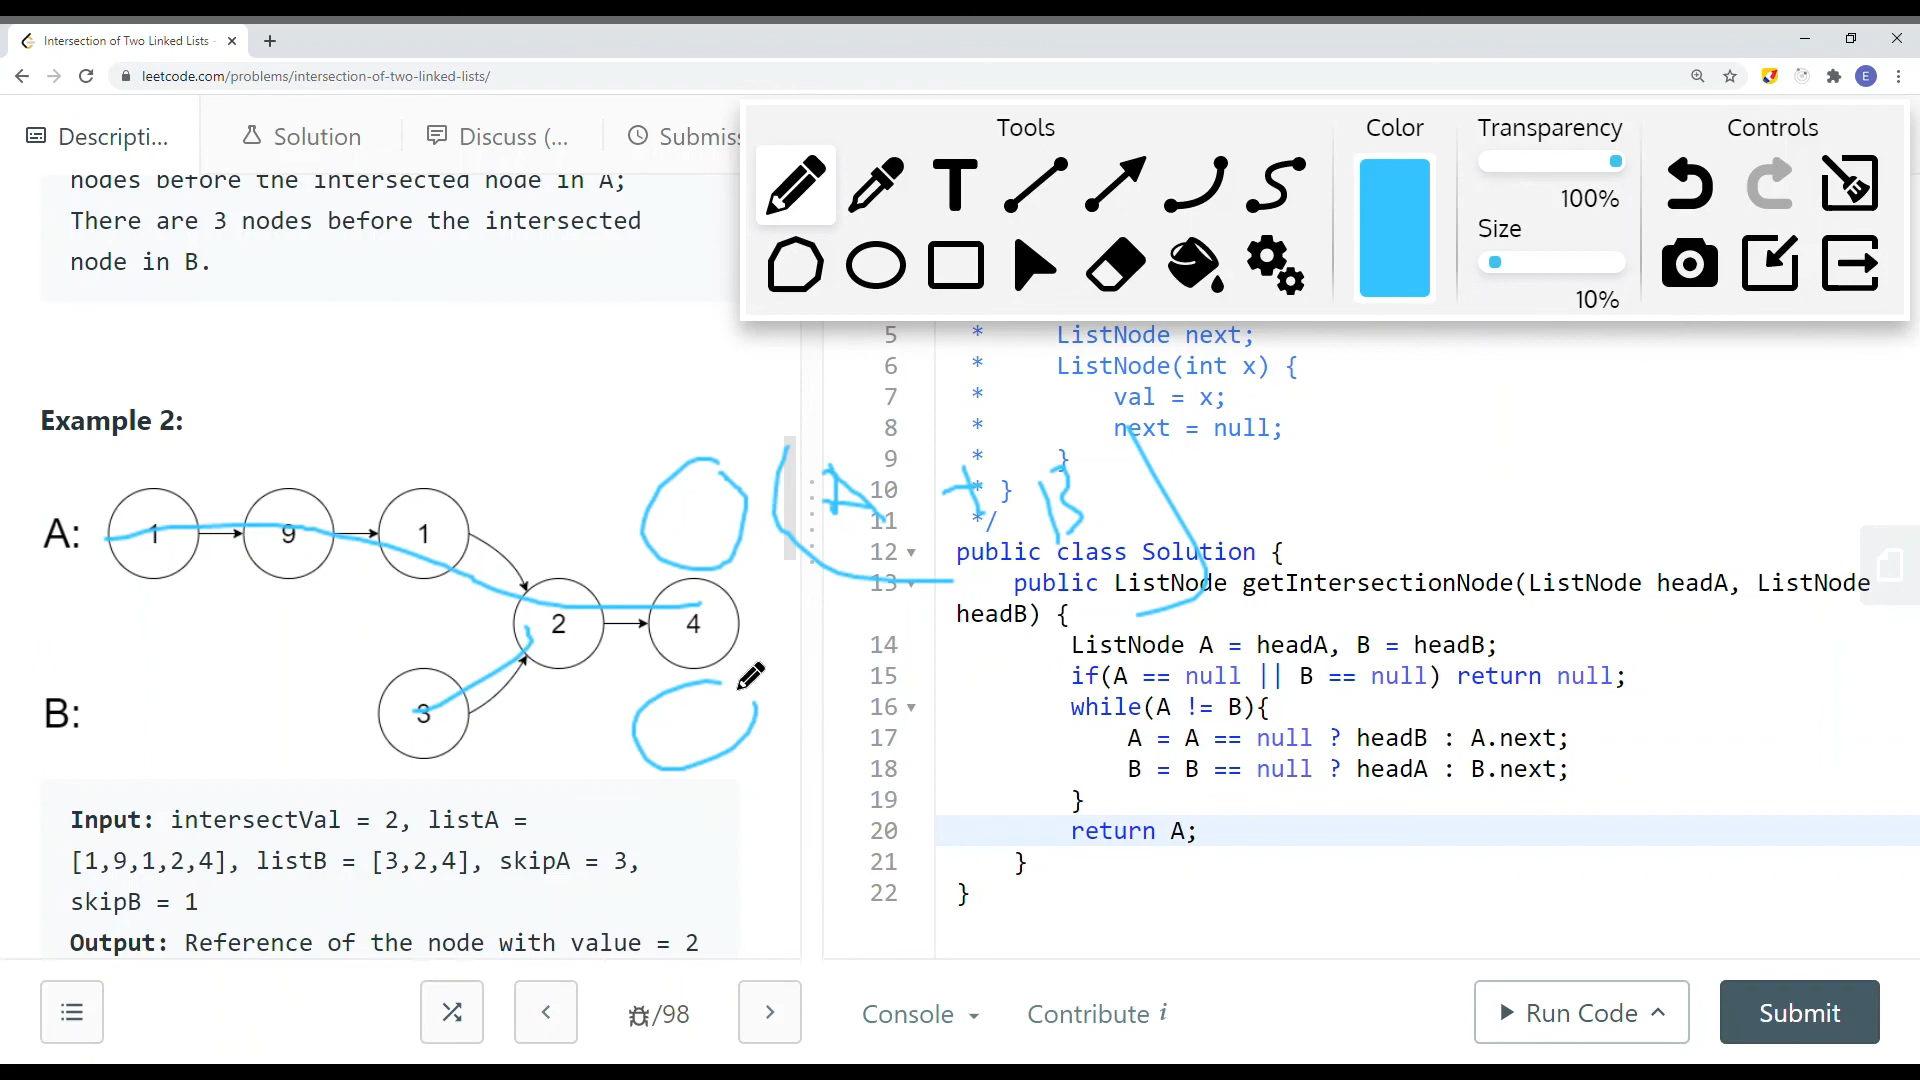 Intersection of Two Linked Lists -
leetcode.com/problems/intersection-of-two-linked-lists/
E
Descripti...
Solution
Discuss (...
Submiss
Tools
Color
Transparency
100%
Size
10%
Controls
nodes before the intersected node in A;
There are 3 nodes before the intersected
node in B.
Example 2:
A: 1 9 1
2 4
B: 3
Input: intersectVal = 2, listA =
[1,9,1,2,4], listB = [3,2,4], skipA = 3,
skipB = 1
Output: Reference of the node with value = 2
O(A + B)
5 * ListNode next;
6 * ListNode(int x) {
7 * val = x;
8 * next = null;
9 * }
10 * }
11 */
12 public class Solution {
13 public ListNode getIntersectionNode(ListNode headA, ListNode
headB) {
14 ListNode A = headA, B = headB;
15 if(A == null || B == null) return null;
16 while(A != B){
17 A = A == null ? headB : A.next;
18 B = B == null ? headA : B.next;
19 }
20 return A;
21 }
22 }
/98
Console
Contribute i
Run Code
Submit